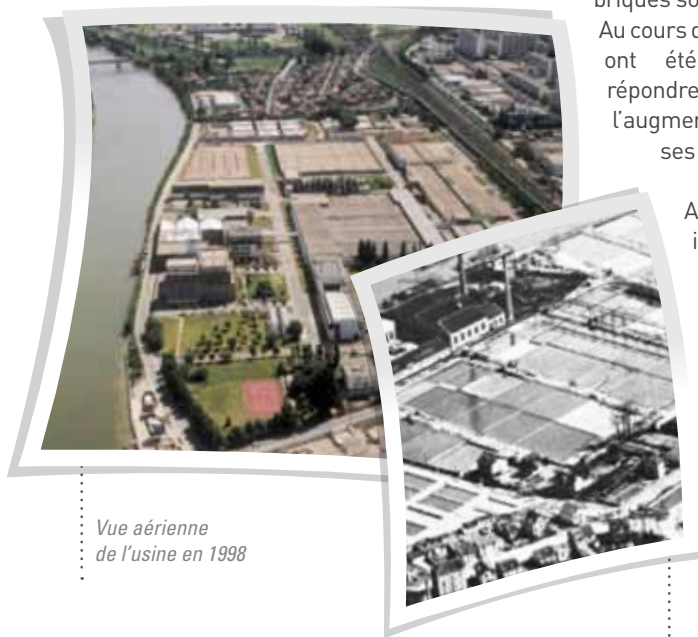 briques so
Au cours d
ont été
répondre
l'augmen
ses
A
i
Vue aérienne
de l'usine en 1998